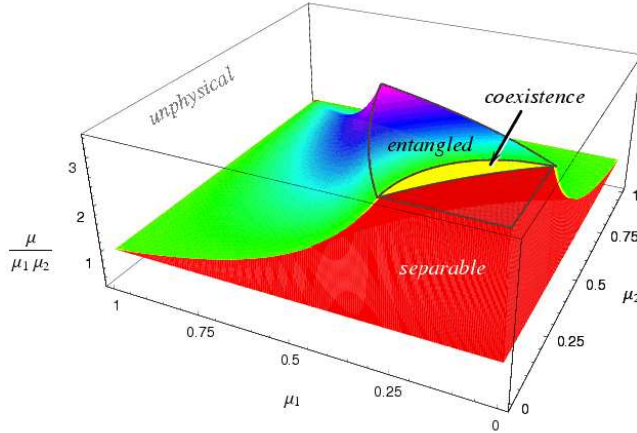 unphysical
coexistence
entangled
separable
3
2
1
μ
μ₁ μ₂
1
0.75
0.5
0.25
0
μ₁
1
0.75
0.5
0.25
0
μ₂